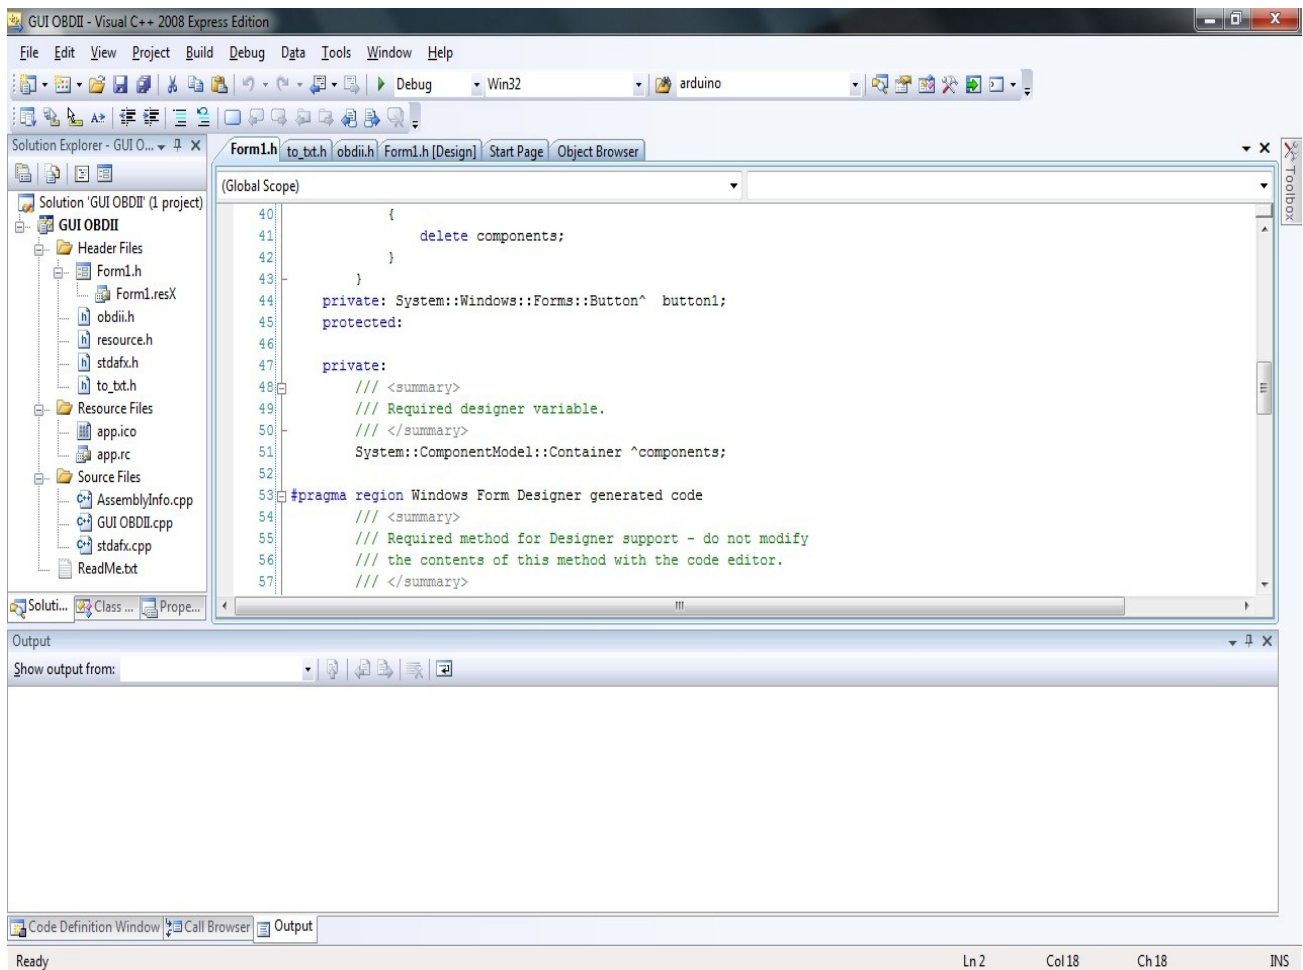 GUI OBDII - Visual C++ 2008 Express Edition
File Edit View Project Build Debug Data Tools Window Help
Debug Win32 arduino
Solution Explorer - GUI O...
Form1.h to_txt.h obdii.h Form1.h [Design] Start Page Object Browser
Toolbox
(Global Scope)
Solution 'GUI OBDII' (1 project)
GUI OBDII
Header Files
Form1.h
Form1.resX
obdii.h
resource.h
stdafx.h
to_txt.h
Resource Files
app.ico
app.rc
Source Files
AssemblyInfo.cpp
GUI OBDII.cpp
stdafx.cpp
ReadMe.txt
Soluti... Class ... Prope...
40 {
41 delete components;
42 }
43 }
44 private: System::Windows::Forms::Button^  button1;
45 protected:
46
47 private:
48 /// <summary>
49 /// Required designer variable.
50 /// </summary>
51 System::ComponentModel::Container ^components;
52
53 #pragma region Windows Form Designer generated code
54 /// <summary>
55 /// Required method for Designer support - do not modify
56 /// the contents of this method with the code editor.
57 /// </summary>
Output
Show output from:
Code Definition Window Call Browser Output
Ready Ln 2 Col 18 Ch 18 INS